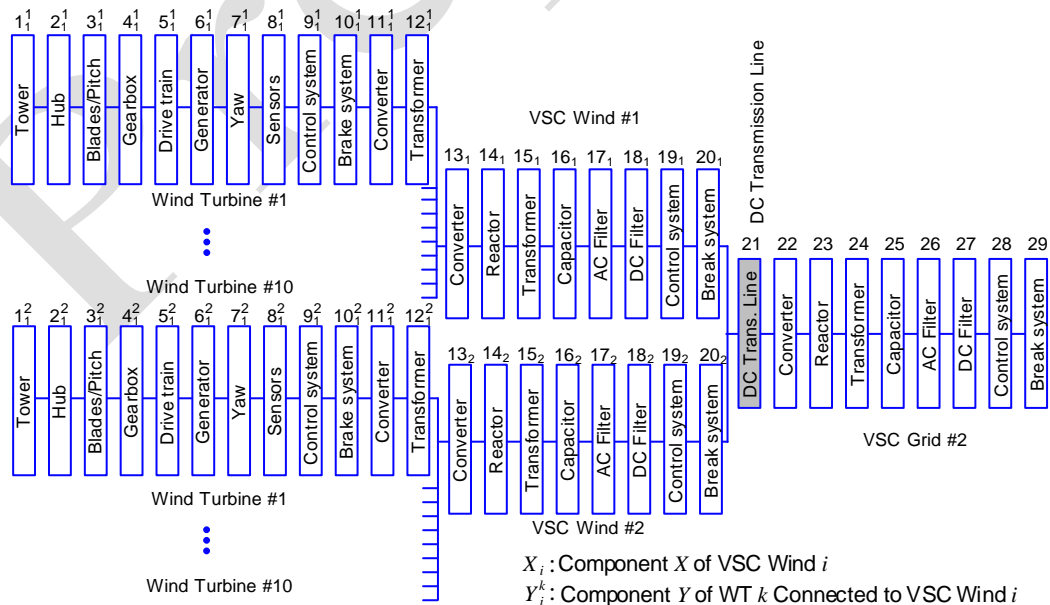 1₁¹ 2₁¹ 3₁¹ 4₁¹ 5₁¹ 6₁¹ 7₁¹ 8₁¹ 9₁¹ 10₁¹ 11₁¹ 12₁¹
Tower
Hub
Blades/Pitch
Gearbox
Drive train
Generator
Yaw
Sensors
Control system
Brake system
Converter
Transformer
Wind Turbine #1
Wind Turbine #10
VSC Wind #1
13₁ 14₁ 15₁ 16₁ 17₁ 18₁ 19₁ 20₁
Converter
Reactor
Transformer
Capacitor
AC Filter
DC Filter
Control system
Break system
DC Transmission Line
21 22 23 24 25 26 27 28 29
DC Trans. Line
Converter
Reactor
Transformer
Capacitor
AC Filter
DC Filter
Control system
Break system
VSC Grid #2
1₁² 2₁² 3₁² 4₁² 5₁² 6₁² 7₁² 8₁² 9₁² 10₁² 11₁² 12₁²
Tower
Hub
Blades/Pitch
Gearbox
Drive train
Generator
Yaw
Sensors
Control system
Brake system
Converter
Transformer
Wind Turbine #1
Wind Turbine #10
13₂ 14₂ 15₂ 16₂ 17₂ 18₂ 19₂ 20₂
Converter
Reactor
Transformer
Capacitor
AC Filter
DC Filter
Control system
Break system
VSC Wind #2
Xᵢ: Component X of VSC Wind i
Yᵢᵏ: Component Y of WT k Connected to VSC Wind i